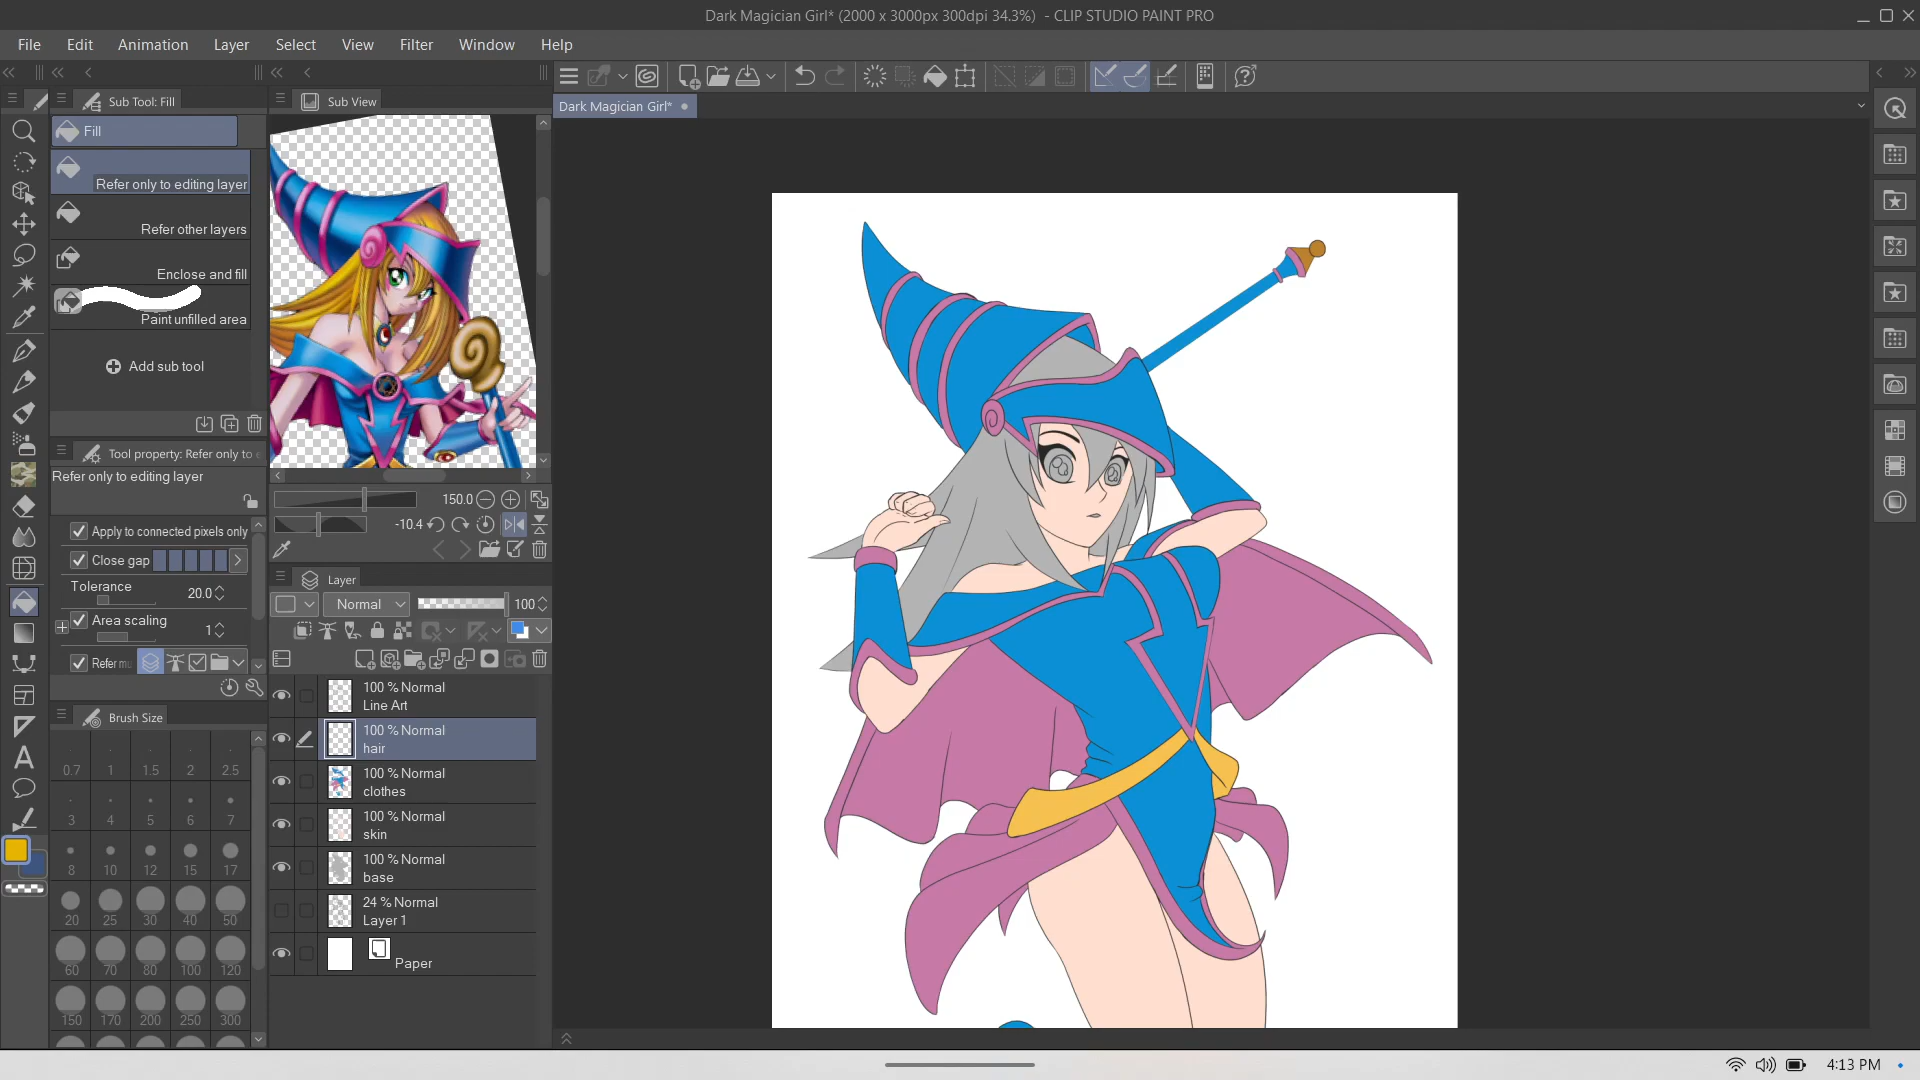 Dark Magician Girl* (2000 x 3000px 300dpi 34.3%) - CLIP STUDIO PAINT PRO
File Edit Animation Layer Select View Filter Window Help
Sub Tool: Fill
Sub View
Dark Magician Girl*
Fill
Refer only to editing layer
Refer other layers
Enclose and fill
Paint unfilled area
Add sub tool
Tool property: Refer only to e
Refer only to editing layer
Apply to connected pixels only
Close gap
Tolerance 20.0
Area scaling 1
Refer mu
150.0
-10.4
Layer
Normal 100
100 % Normal
Line Art
100 % Normal
hair
100 % Normal
clothes
100 % Normal
skin
100 % Normal
base
24 % Normal
Layer 1
Paper
Brush Size
0.7 1 1.5 2 2.5
3 4 5 6 7
8 10 12 15 17
20 25 30 40 50
60 70 80 100 120
150 170 200 250 300
4:13 PM